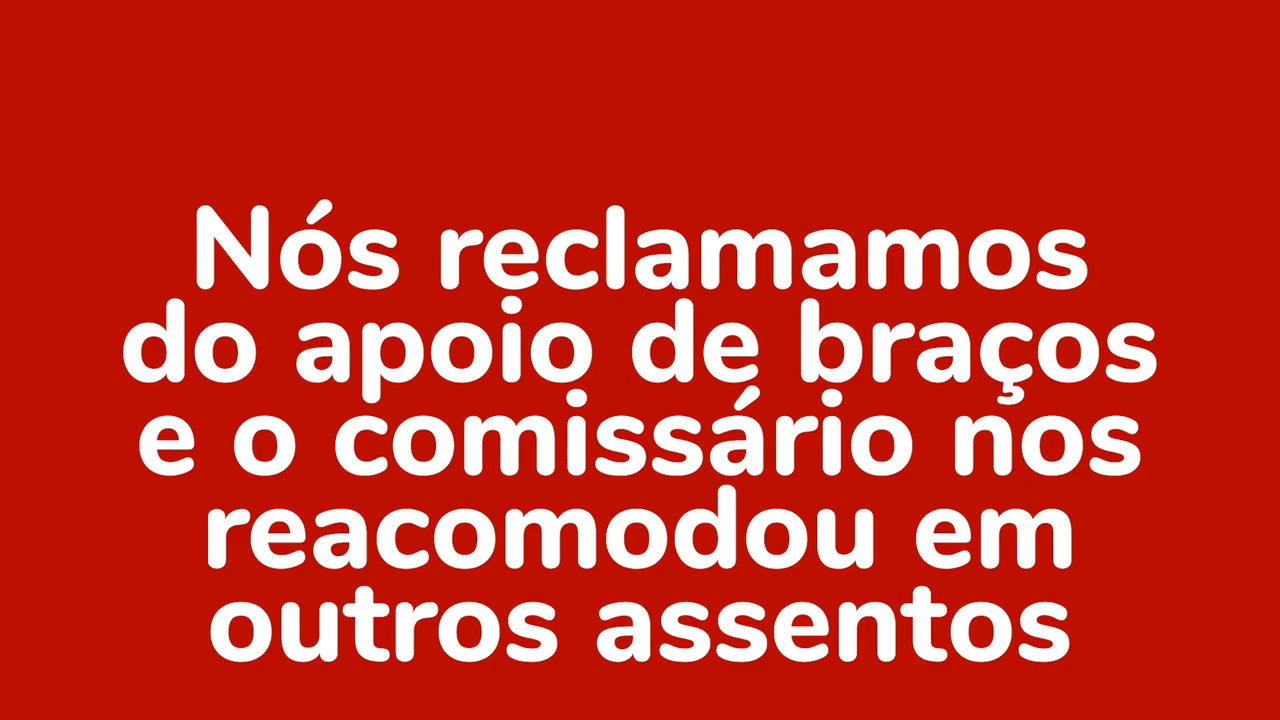 Nós reclamamos
do apoio de braços
e o comissário nos
reacomodou em
outros assentos